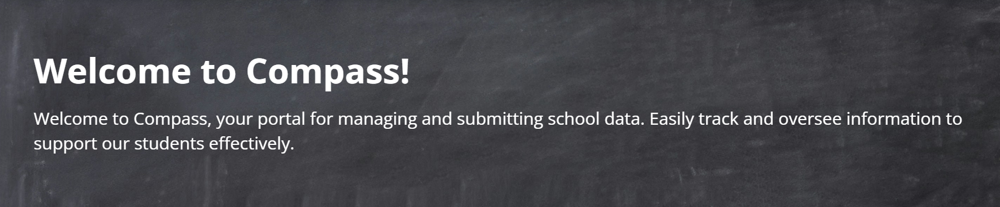 Welcome to Compass!
Welcome to Compass, your portal for managing and submitting school data. Easily track and oversee information to
support our students effectively.